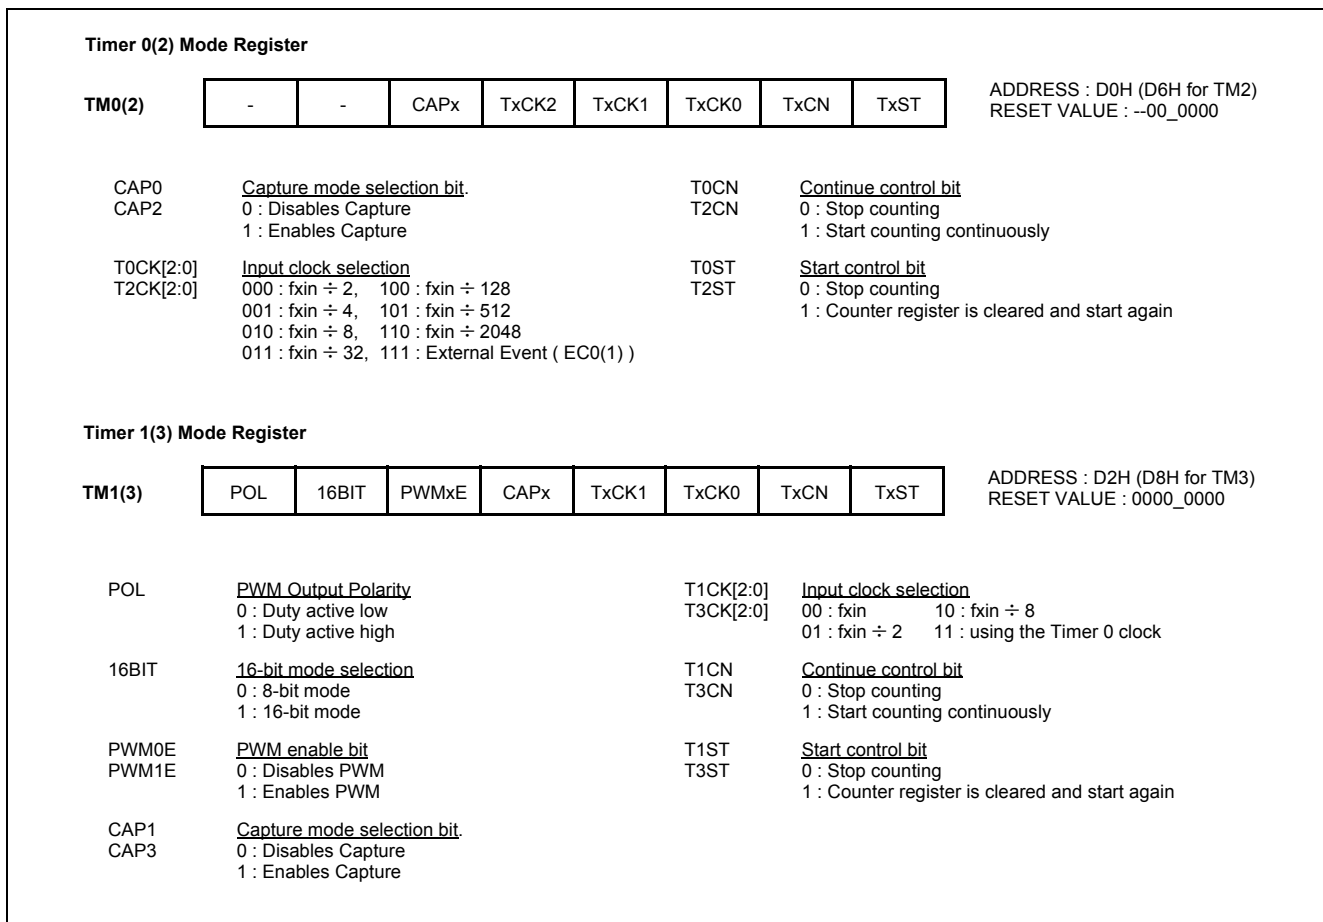 Timer 0(2) Mode Register
TM0(2) - - CAPx TxCK2 TxCK1 TxCK0 TxCN TxST
ADDRESS : D0H (D6H for TM2)
RESET VALUE : --00_0000
CAP0 Capture mode selection bit.
CAP2 0 : Disables Capture
1 : Enables Capture
T0CK[2:0] Input clock selection
T2CK[2:0] 000 : fxin ÷ 2, 100 : fxin ÷ 128
001 : fxin ÷ 4, 101 : fxin ÷ 512
010 : fxin ÷ 8, 110 : fxin ÷ 2048
011 : fxin ÷ 32, 111 : External Event ( EC0(1) )
T0CN Continue control bit
T2CN 0 : Stop counting
1 : Start counting continuously
T0ST Start control bit
T2ST 0 : Stop counting
1 : Counter register is cleared and start again
Timer 1(3) Mode Register
TM1(3) POL 16BIT PWMxE CAPx TxCK1 TxCK0 TxCN TxST
ADDRESS : D2H (D8H for TM3)
RESET VALUE : 0000_0000
POL PWM Output Polarity
0 : Duty active low
1 : Duty active high
16BIT 16-bit mode selection
0 : 8-bit mode
1 : 16-bit mode
PWM0E PWM enable bit
PWM1E 0 : Disables PWM
1 : Enables PWM
CAP1 Capture mode selection bit.
CAP3 0 : Disables Capture
1 : Enables Capture
T1CK[2:0] Input clock selection
T3CK[2:0] 00 : fxin 10 : fxin ÷ 8
01 : fxin ÷ 2 11 : using the Timer 0 clock
T1CN Continue control bit
T3CN 0 : Stop counting
1 : Start counting continuously
T1ST Start control bit
T3ST 0 : Stop counting
1 : Counter register is cleared and start again